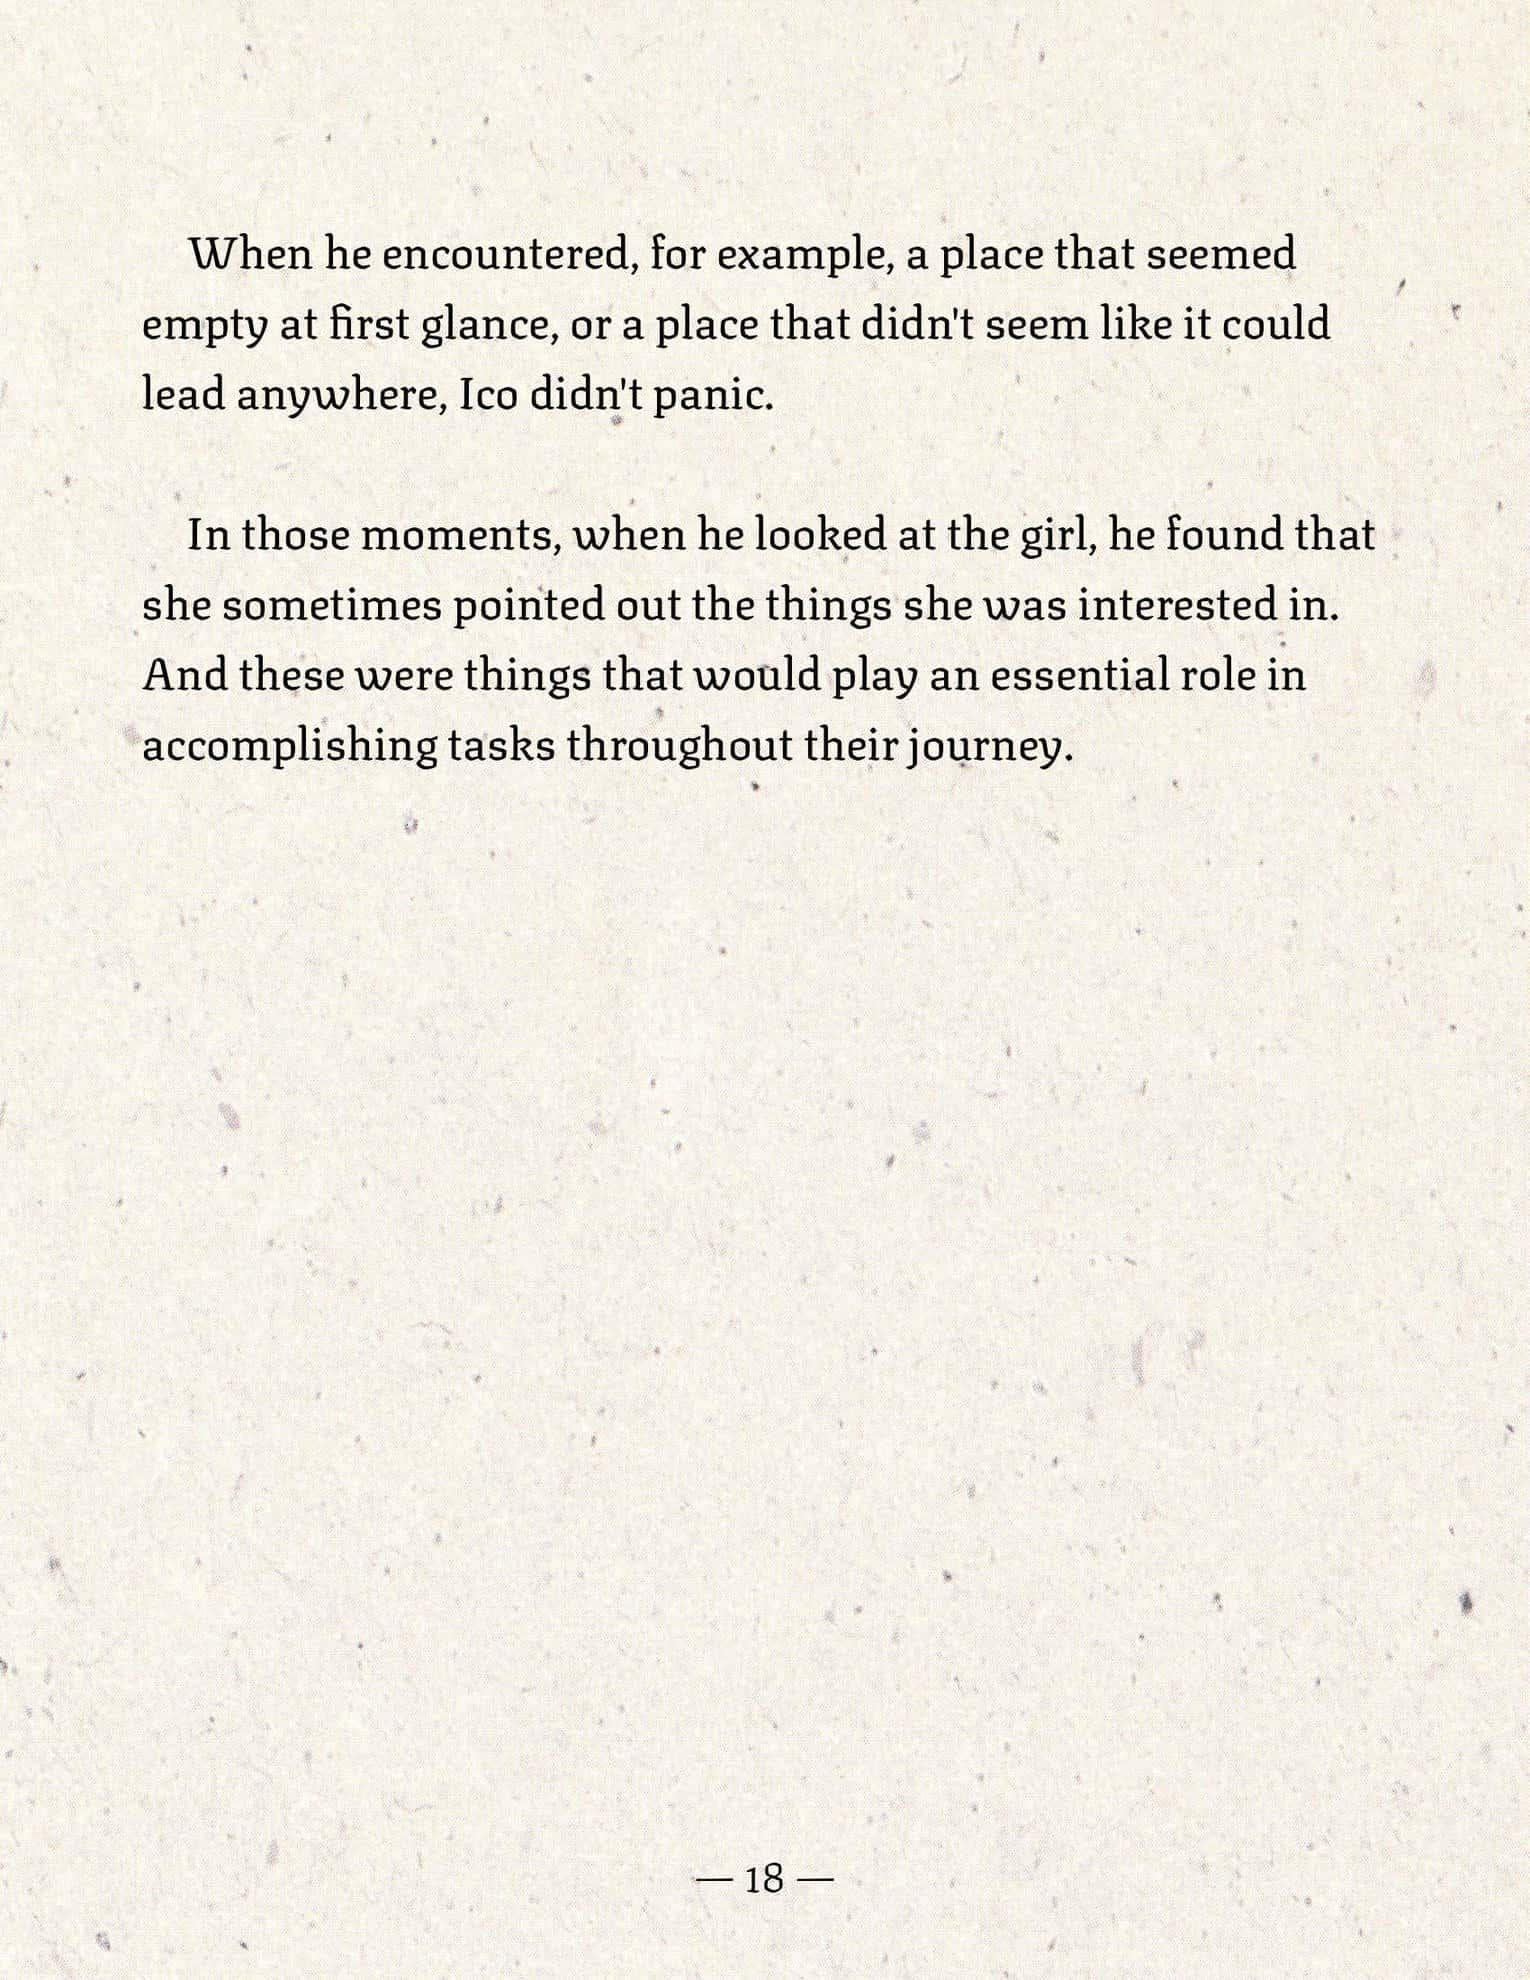 When he encountered, for example, a place that seemed
empty at first glance, or a place that didn't seem like it could
lead anywhere, Ico didn't panic.
In those moments, when he looked at the girl, he found that
she sometimes pointed out the things she was interested in.
And these were things that would play an essential role in
accomplishing tasks throughout their journey.
— 18 —